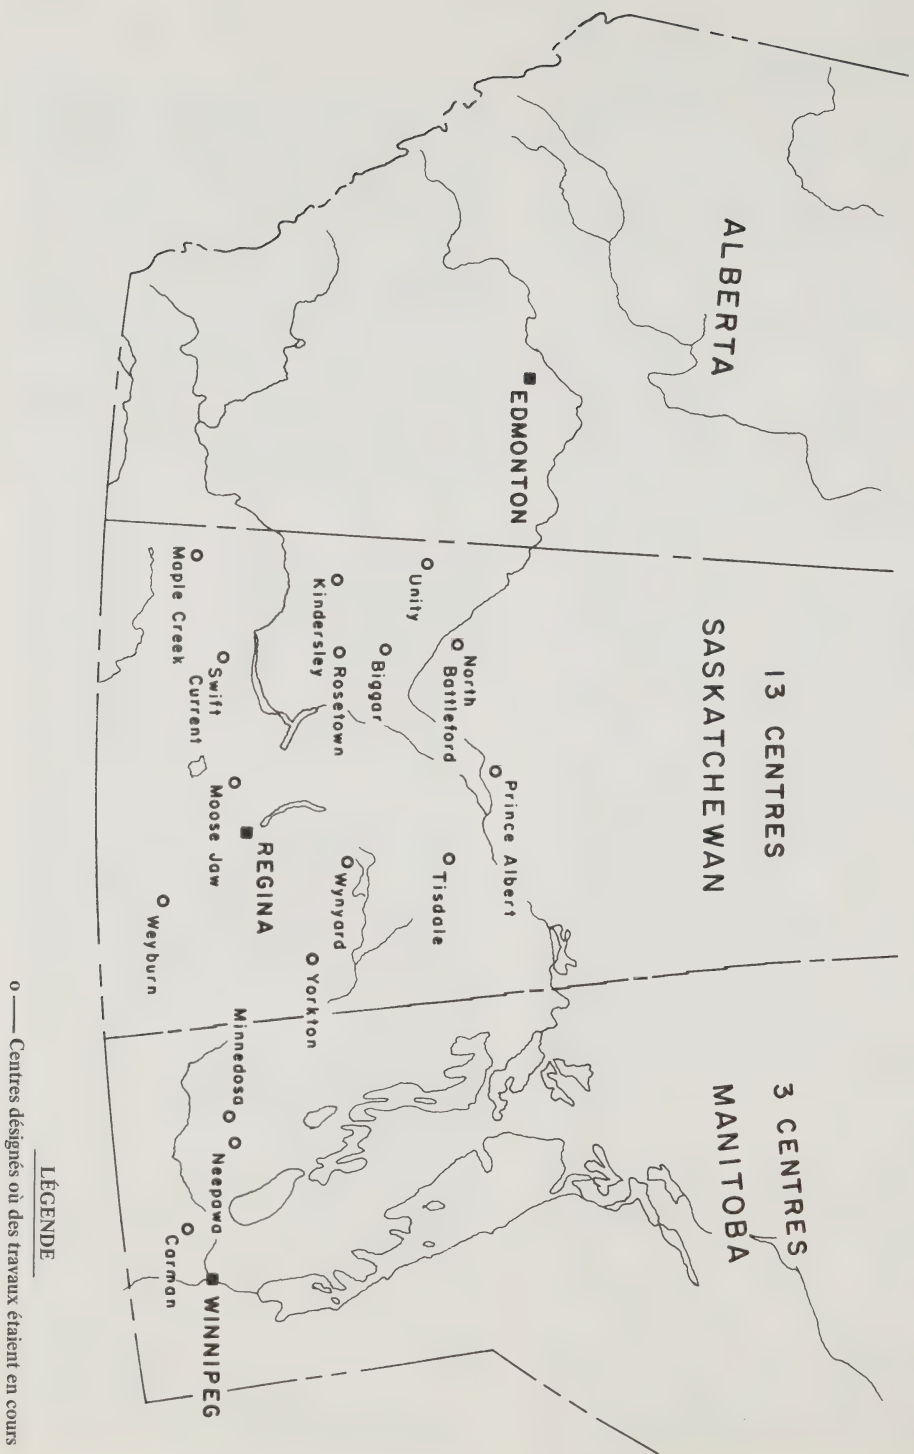 ALBERTA
13 CENTRES
SASKATCHEWAN
3 CENTRES
MANITOBA
EDMONTON
Prince Albert
North
Battleford
Unity
Tisdale
Biggar
Kindersley
Rosetown
Wynyard
Yorkton
REGINA
Minnedosa
Swift
Current
Moose Jaw
Neepawa
WINNIPEG
Maple Creek
Weyburn
Carman
LÉGENDE
o — Centres désignés où des travaux étaient en cours